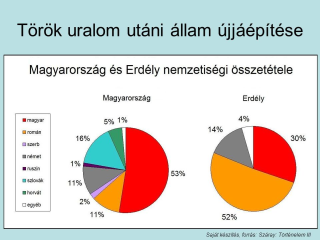 Török uralom utáni állam újjáépítése
Magyarország és Erdély nemzetiségi összetétele
Magyarország
Erdély
magyar
román
szerb
német
ruszin
szlovák
horvát
egyéb
5%
1%
16%
1%
11%
2%
11%
53%
4%
14%
30%
52%
Saját készítés, forrás: Száray: Történelem III